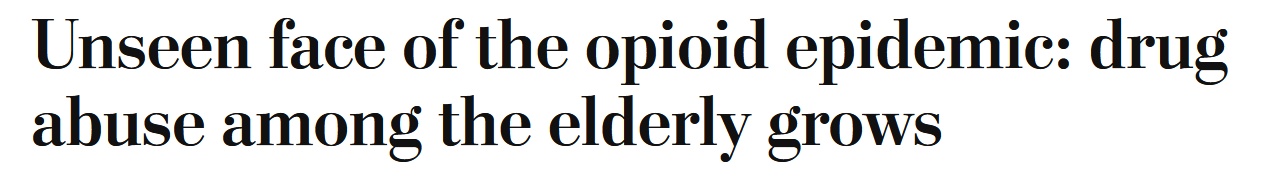 Unseen face of the opioid epidemic: drug
abuse among the elderly grows